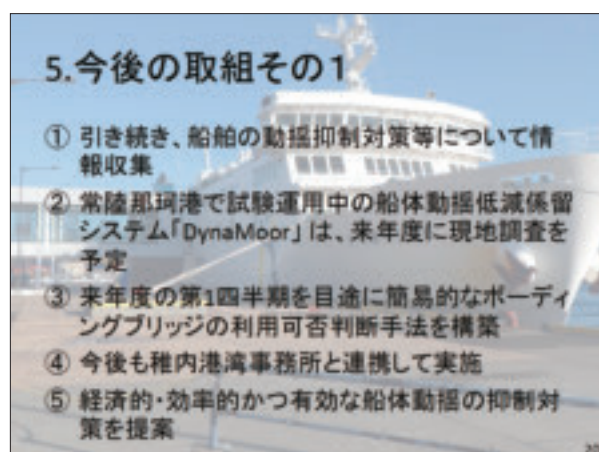 5.今後の取組その1
① 引き続き、船舶の動揺抑制対策等について情
報収集
② 常陸那珂港で試験運用中の船体動揺低減係留
システム「DynaMoor」は、来年度に現地調査を
予定
③ 来年度の第1四半期を目途に簡易的なボーディ
ングブリッジの利用可否判断手法を構築
④ 今後も稚内港湾事務所と連携して実施
⑤ 経済的・効率的かつ有効な船体動揺の抑制対
策を提案